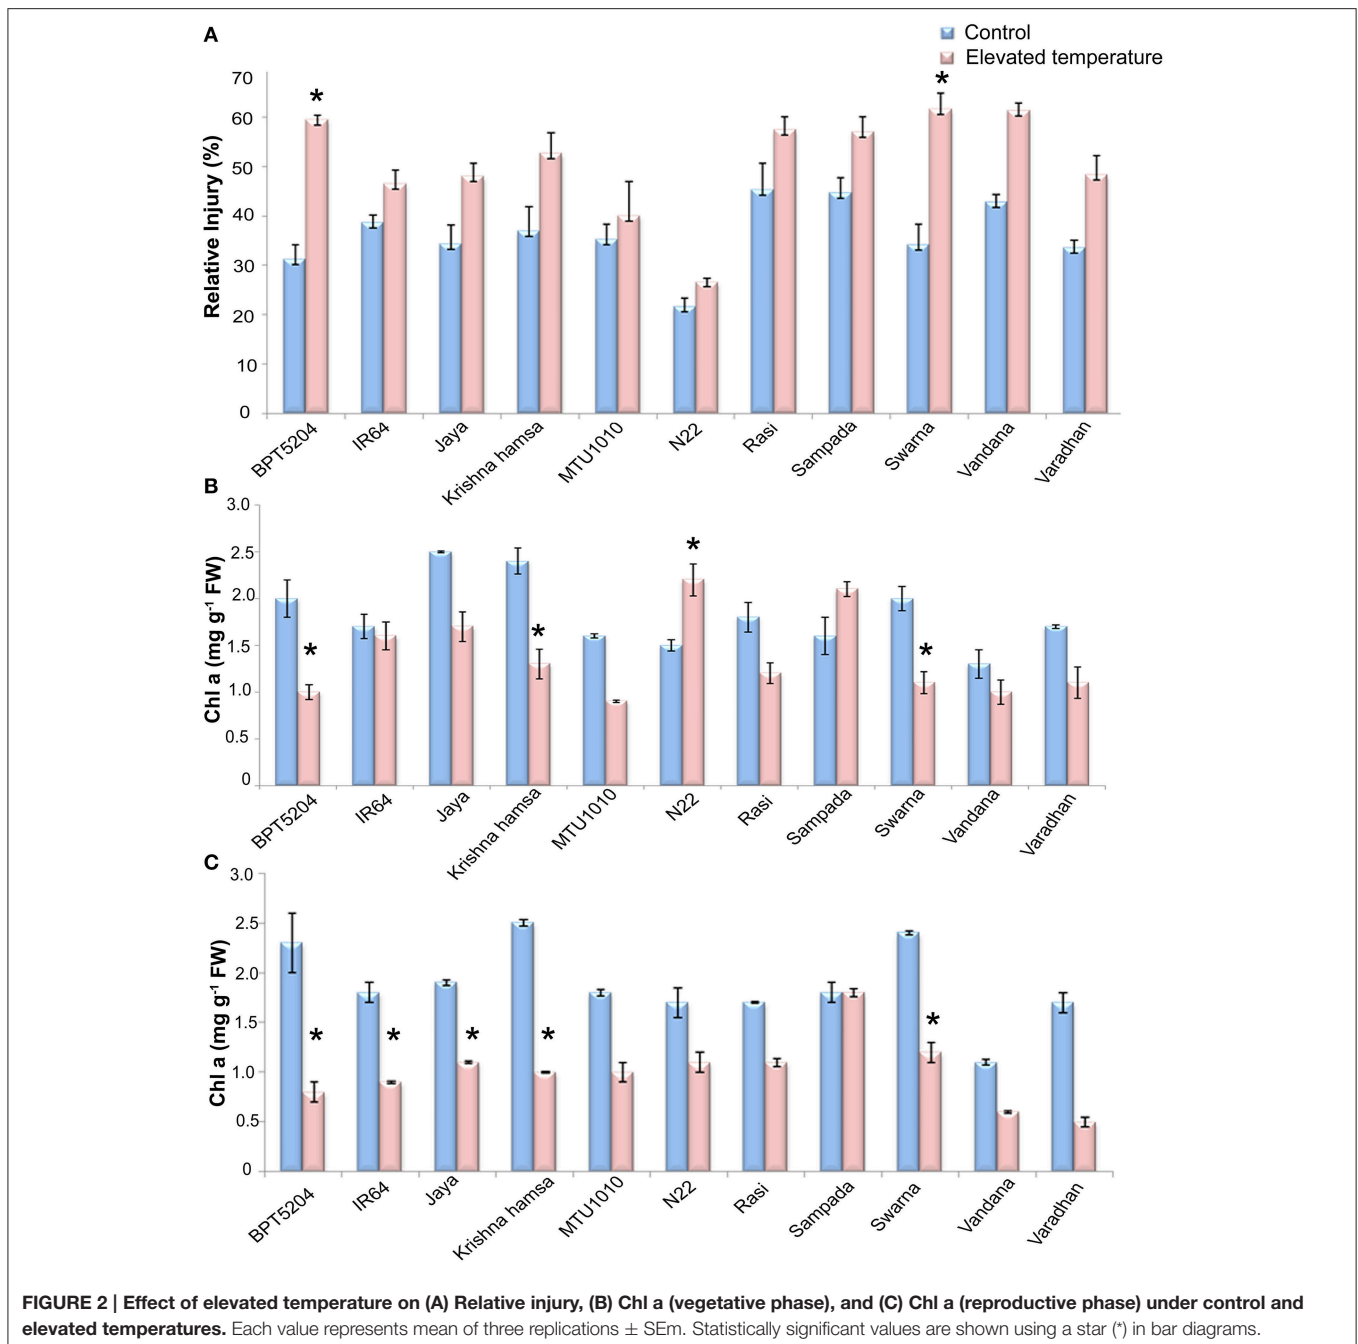 A
Control
Elevated temperature
Relative Injury (%)
70
60
50
40
30
20
10
0
*
*
BPT5204
IR64
Jaya
Krishna hamsa
MTU1010
N22
Rasi
Sampada
Swarna
Vandana
Varadhan
B
Chl a (mg g-1 FW)
3.0
2.5
2.0
1.5
1.0
0.5
0
*
*
*
*
BPT5204
IR64
Jaya
Krishna hamsa
MTU1010
N22
Rasi
Sampada
Swarna
Vandana
Varadhan
C
Chl a (mg g-1 FW)
3.0
2.5
2.0
1.5
1.0
0.5
0
*
*
*
*
*
BPT5204
IR64
Jaya
Krishna hamsa
MTU1010
N22
Rasi
Sampada
Swarna
Vandana
Varadhan
FIGURE 2 | Effect of elevated temperature on (A) Relative injury, (B) Chl a (vegetative phase), and (C) Chl a (reproductive phase) under control and
elevated temperatures. Each value represents mean of three replications ± SEm. Statistically significant values are shown using a star (*) in bar diagrams.